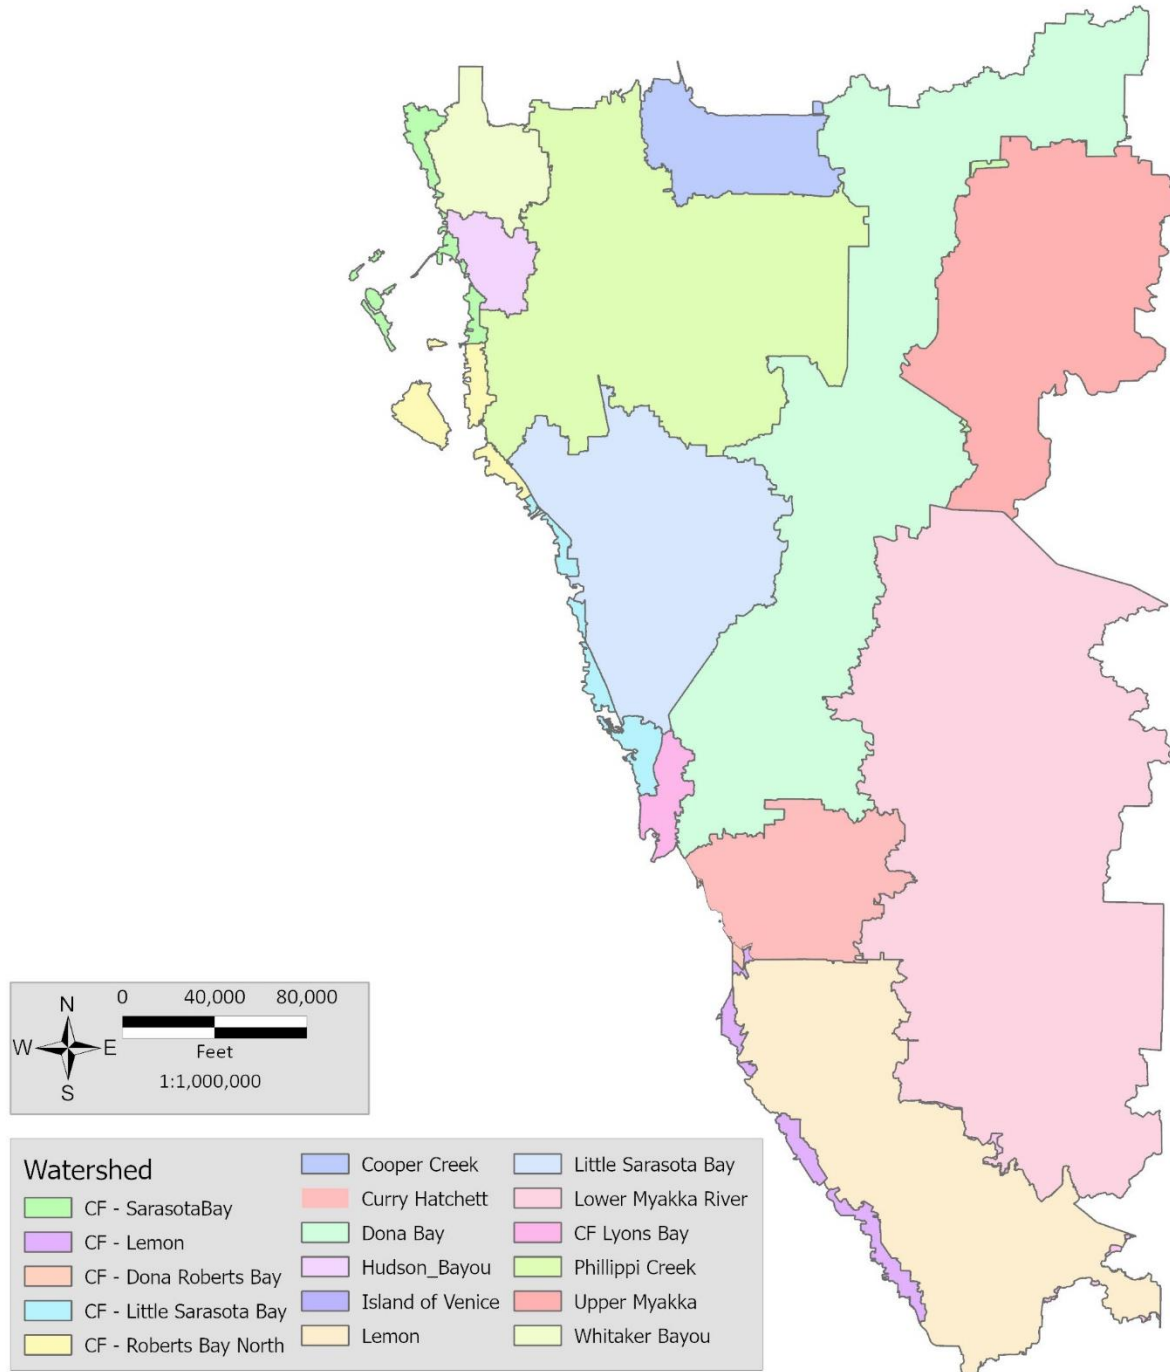 N
W E
S
0 40,000 80,000
Feet
1:1,000,000
Watershed
CF - SarasotaBay
CF - Lemon
CF - Dona Roberts Bay
CF - Little Sarasota Bay
CF - Roberts Bay North
Cooper Creek
Curry Hatchett
Dona Bay
Hudson_Bayou
Island of Venice
Lemon
Little Sarasota Bay
Lower Myakka River
CF Lyons Bay
Phillippi Creek
Upper Myakka
Whitaker Bayou